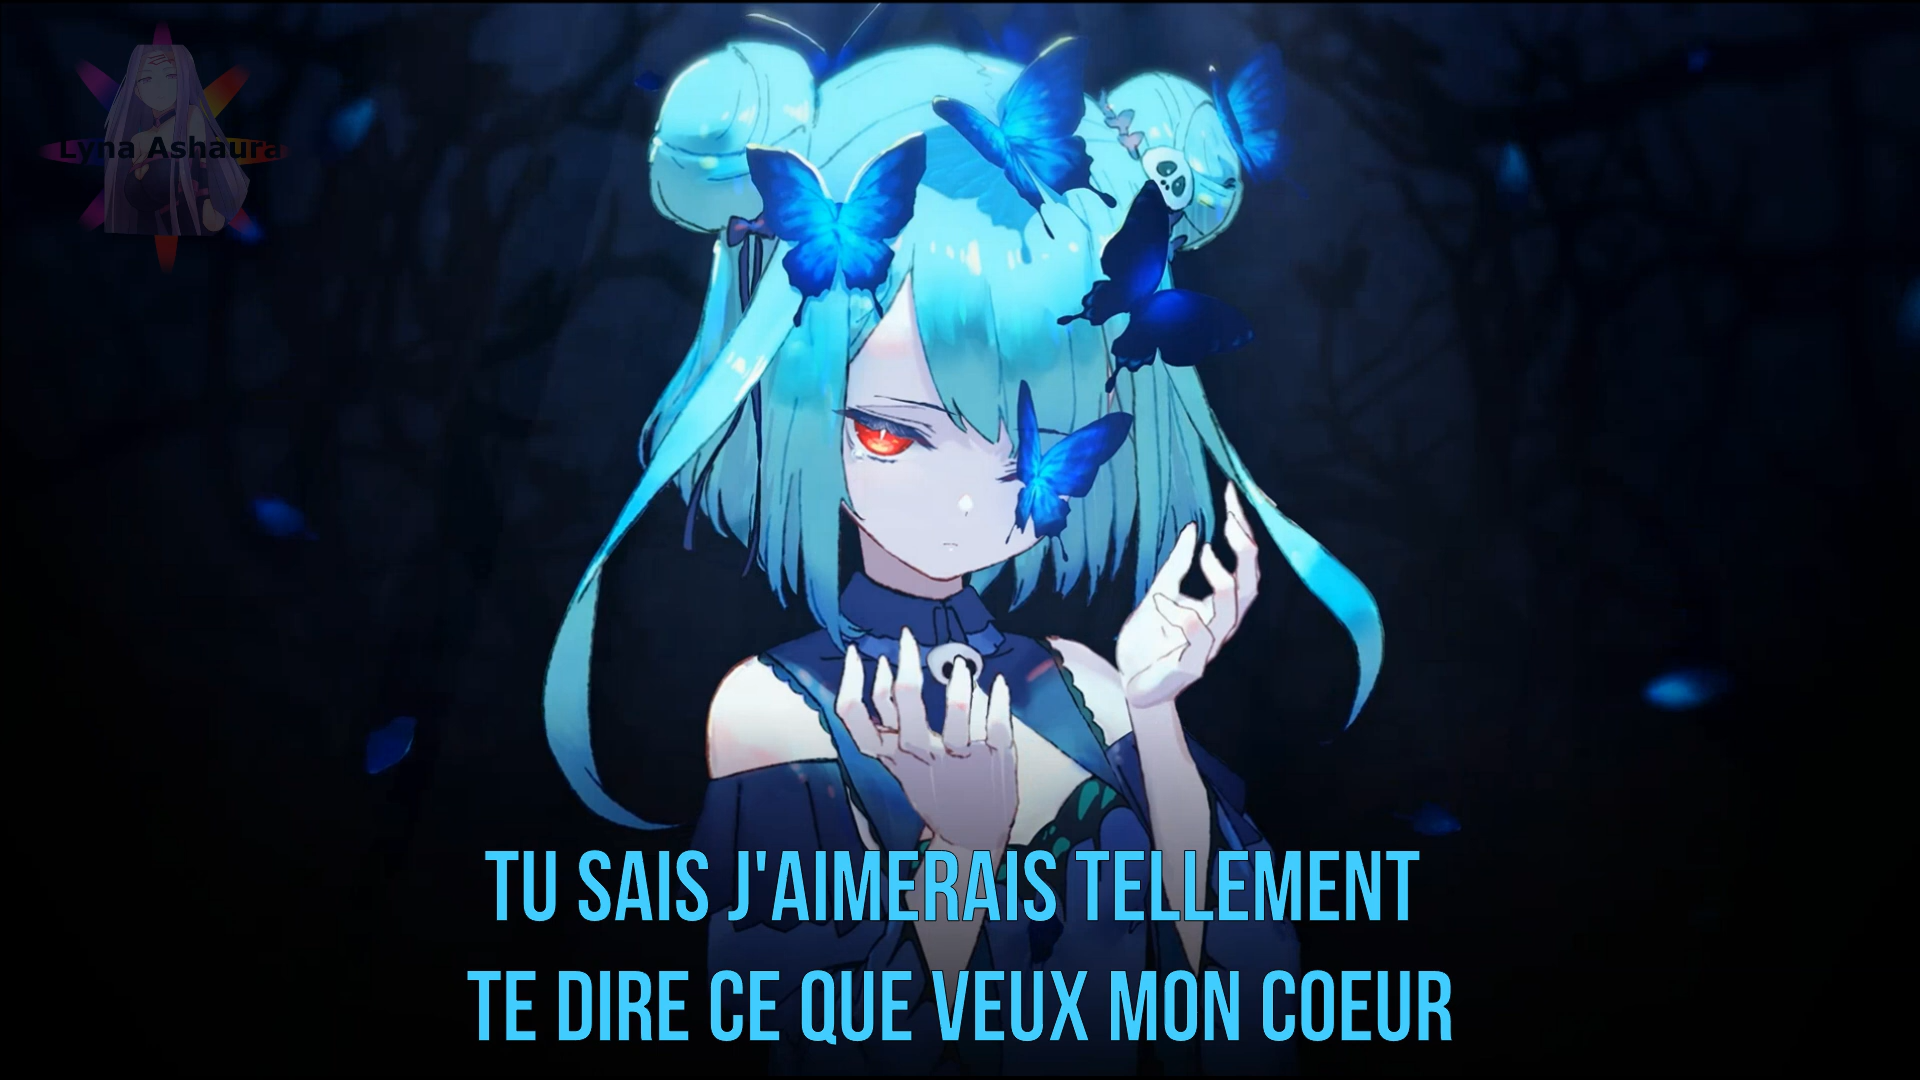 Lyna Ashaura
TU SAIS J'AIMERAIS TELLEMENT
TE DIRE CE QUE VEUX MON COEUR